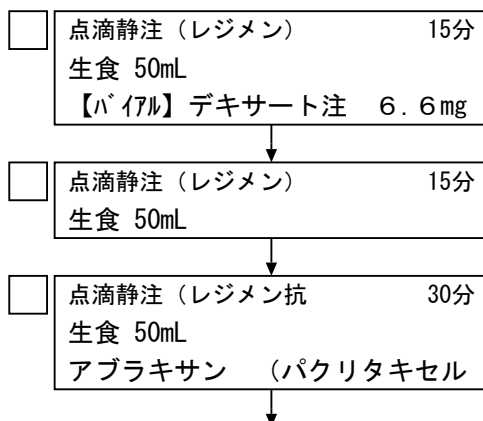 点滴静注（レジメン） 15分
生食 50mL
【ﾊﾞｲｱﾙ】デキサート注 ６.６mg
点滴静注（レジメン） 15分
生食 50mL
点滴静注（レジメン抗 30分
生食 50mL
アブラキサン （パクリタキセル